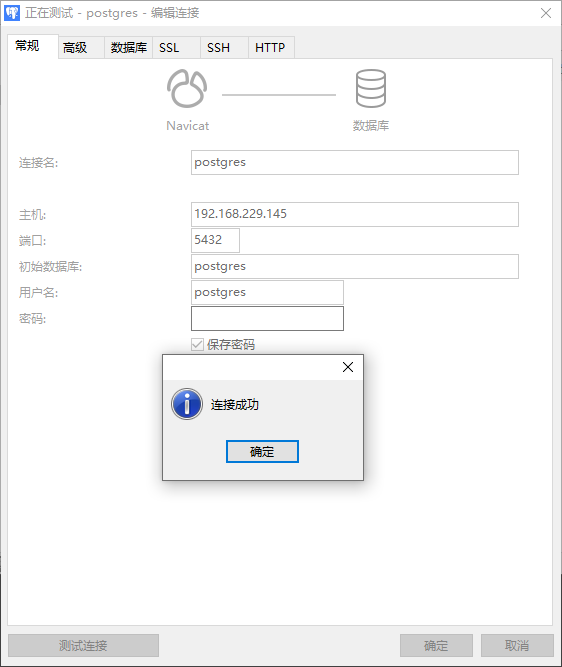 正在测试 - postgres - 编辑连接
常规 高级 数据库 SSL SSH HTTP
Navicat 数据库
连接名: postgres
主机: 192.168.229.145
端口: 5432
初始数据库: postgres
用户名: postgres
密码:
保存密码
连接成功
确定
测试连接 确定 取消